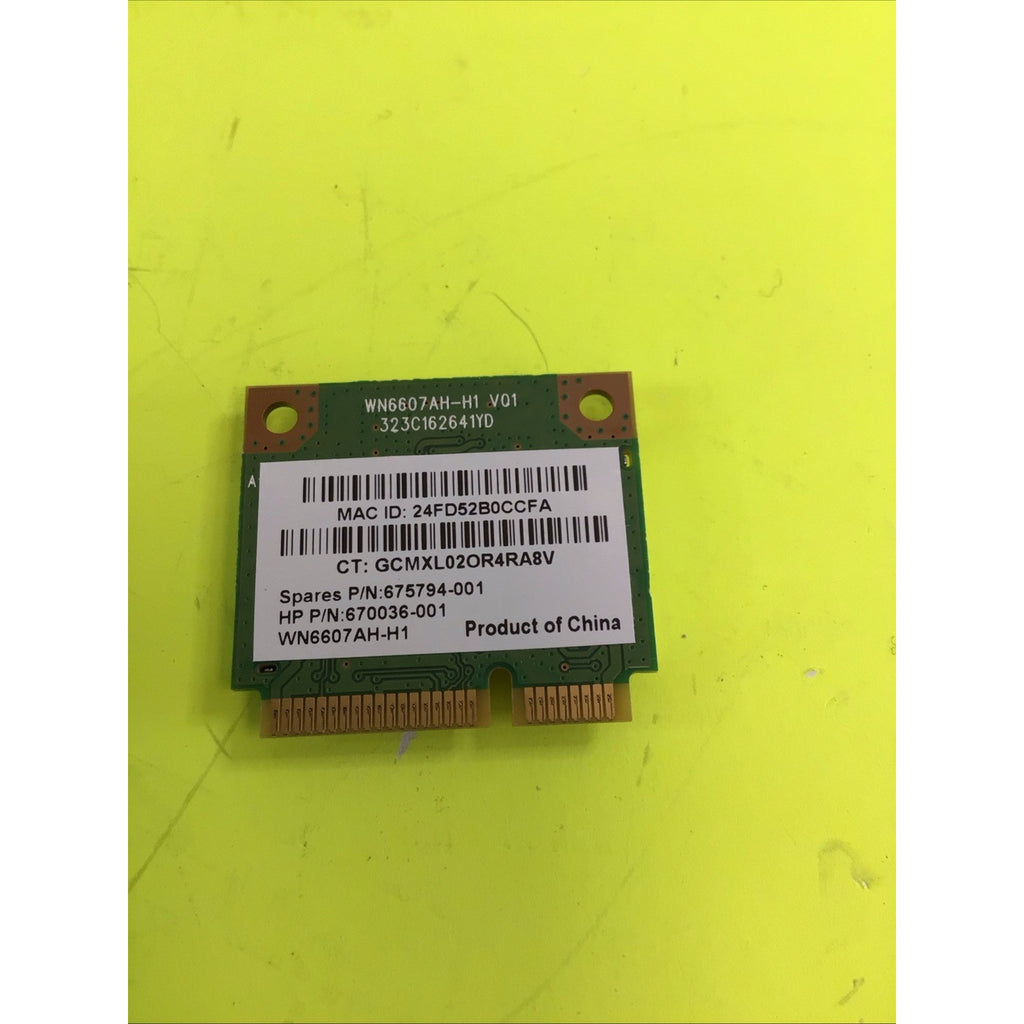 WN6607AH-H1 V01
323C162641YD
A
MAC ID: 24FD52B0CCFA
CT: GCMXL02OR4RA8V
Spares P/N:675794-001
HP P/N:670036-001
WN6607AH-H1
Product of China